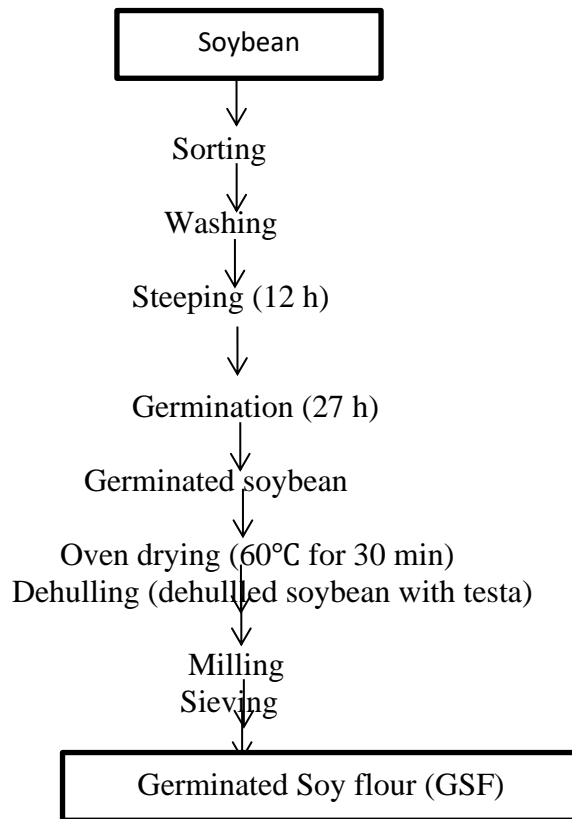 Soybean
Sorting
Washing
Steeping (12 h)
Germination (27 h)
Germinated soybean
Oven drying (60℃ for 30 min)
Dehulling (dehullled soybean with testa)
Milling
Sieving
Germinated Soy flour (GSF)